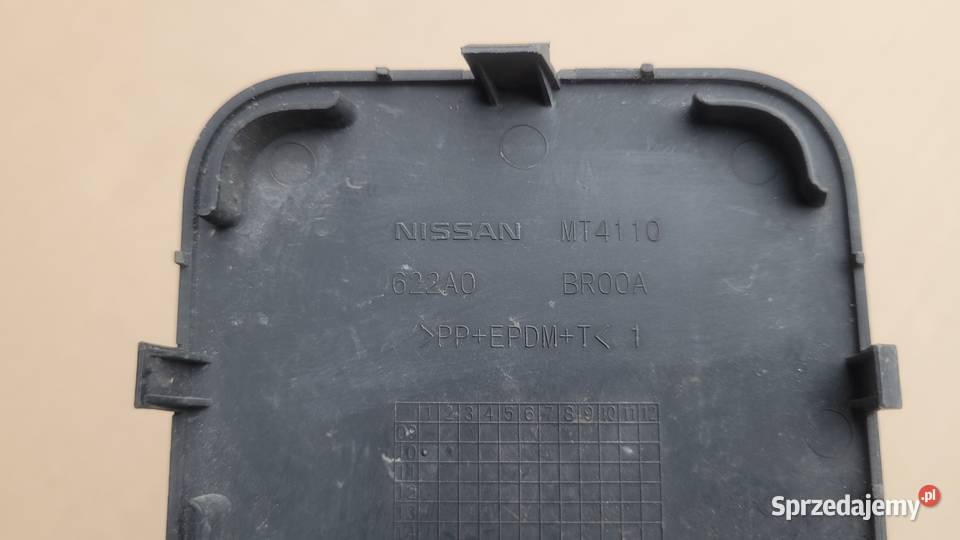 NISSAN MT4110
622A0 BR00A
>PP+EPDM+T< 1
1 2 3 4 5 6 7 8 9 10 11 12
Sprzedajemy.pl